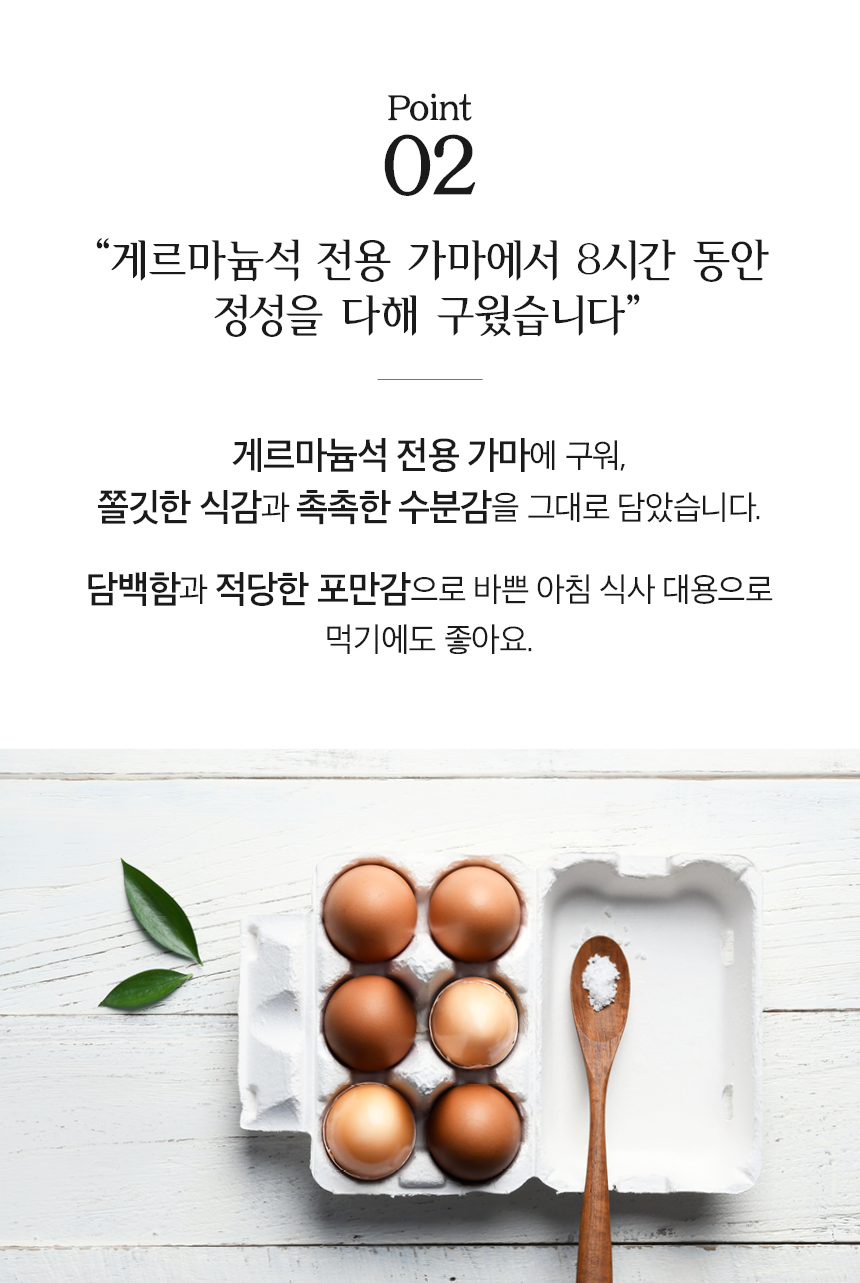 Point
02
“게르마늄석 전용 가마에서 8시간 동안
정성을 다해 구웠습니다”
게르마늄석 전용 가마에 구워,
쫄깃한 식감과 촉촉한 수분감을 그대로 담았습니다.
담백함과 적당한 포만감으로 바쁜 아침 식사 대용으로
먹기에도 좋아요.